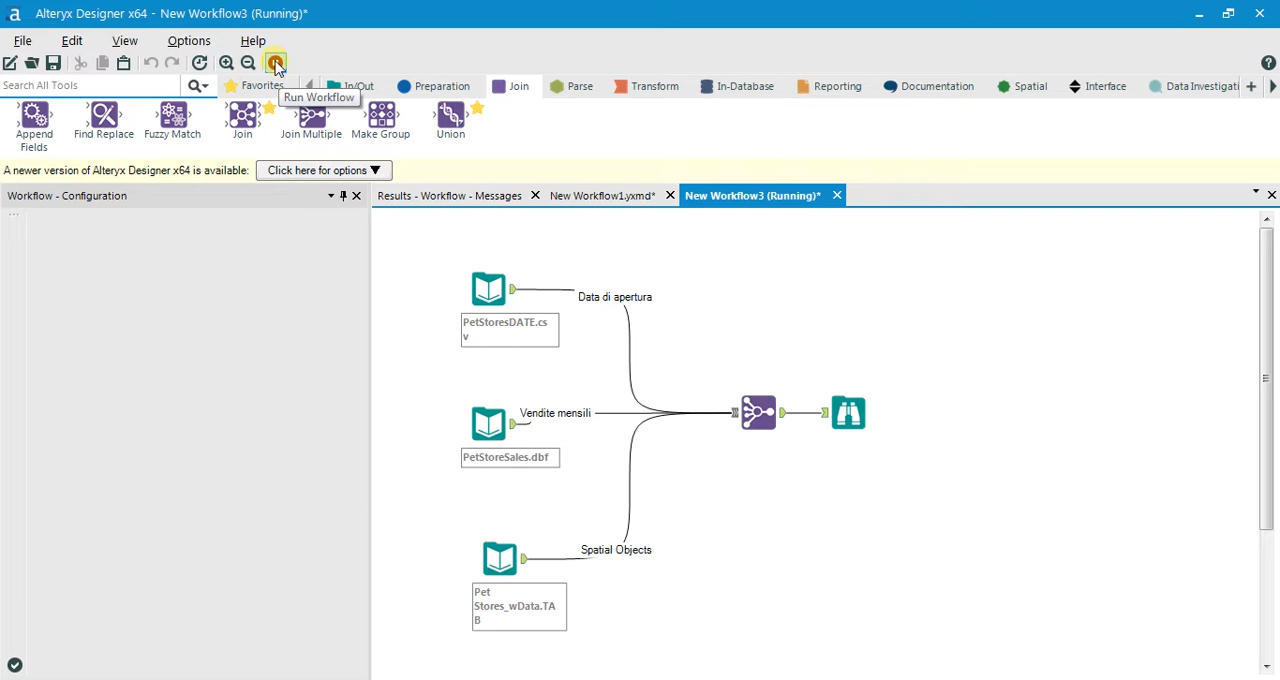 Alteryx Designer x64 - New Workflow3 (Running)*
File Edit View Options Help
Search All Tools
Favorites In/Out Preparation Join Parse Transform In-Database Reporting Documentation Spatial Interface Data Investigati
Run Workflow
Append Fields
Find Replace
Fuzzy Match
Join
Join Multiple
Make Group
Union
A newer version of Alteryx Designer x64 is available: Click here for options ▼
Workflow - Configuration
Results - Workflow - Messages
New Workflow1.yxmd*
New Workflow3 (Running)*
Data di apertura
PetStoresDATE.cs
v
Vendite mensili
PetStoreSales.dbf
Spatial Objects
Pet
Stores_wData.TA
B